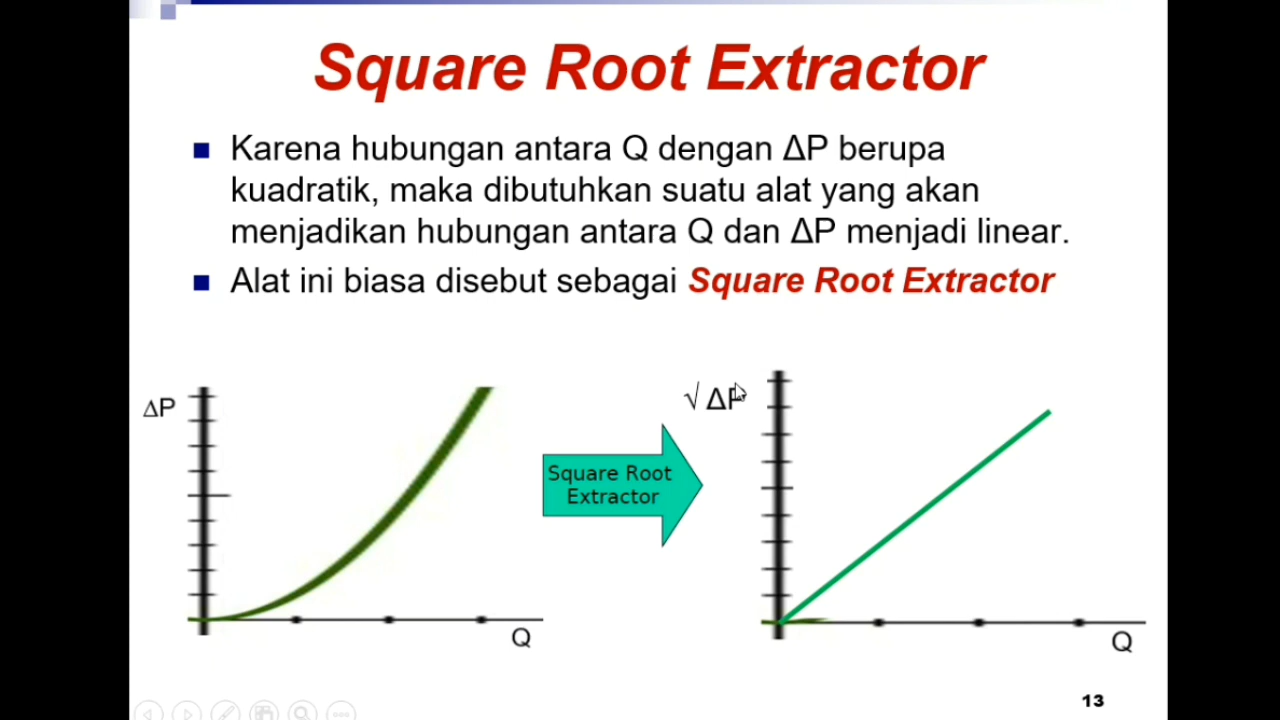 Square Root Extractor
Karena hubungan antara Q dengan ΔP berupa
kuadratik, maka dibutuhkan suatu alat yang akan
menjadikan hubungan antara Q dan ΔP menjadi linear.
Alat ini biasa disebut sebagai Square Root Extractor
ΔP
Q
Square Root
Extractor
√ ΔP
Q
13